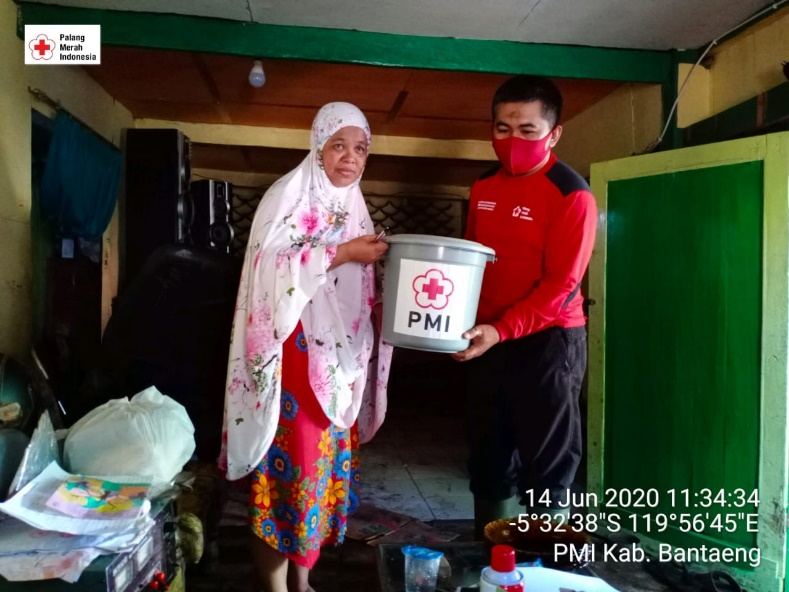 Palang
Merah
Indonesia
PMI
14 Jun 2020 11:34:34
-5°32'38"S 119°56'45"E
PMI Kab. Bantaeng